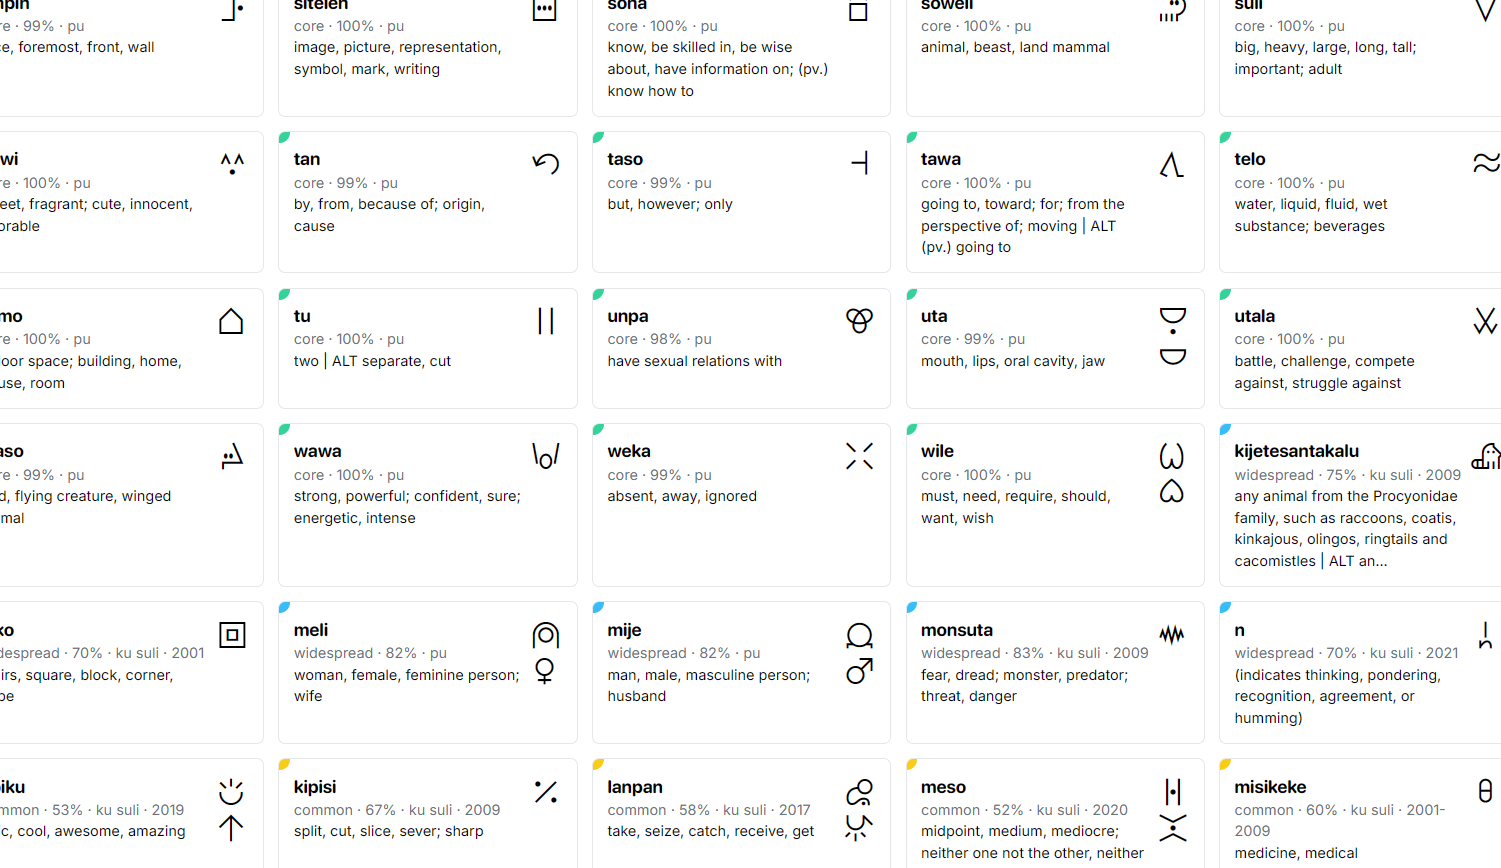 npin
re · 99% · pu
e, foremost, front, wall
sitelen
core · 100% · pu
image, picture, representation,
symbol, mark, writing
sona
core · 100% · pu
know, be skilled in, be wise
about, have information on; (pv.)
know how to
soweli
core · 100% · pu
animal, beast, land mammal
suli
core · 100% · pu
big, heavy, large, long, tall;
important; adult
wi
re · 100% · pu
eet, fragrant; cute, innocent,
orable
tan
core · 99% · pu
by, from, because of; origin,
cause
taso
core · 99% · pu
but, however; only
tawa
core · 100% · pu
going to, toward; for; from the
perspective of; moving | ALT
(pv.) going to
telo
core · 100% · pu
water, liquid, fluid, wet
substance; beverages
mo
re · 100% · pu
loor space; building, home,
use, room
tu
core · 100% · pu
two | ALT separate, cut
unpa
core · 98% · pu
have sexual relations with
uta
core · 99% · pu
mouth, lips, oral cavity, jaw
utala
core · 100% · pu
battle, challenge, compete
against, struggle against
aso
re · 99% · pu
d, flying creature, winged
mal
wawa
core · 100% · pu
strong, powerful; confident, sure;
energetic, intense
weka
core · 99% · pu
absent, away, ignored
wile
core · 100% · pu
must, need, require, should,
want, wish
kijetesantakalu
widespread · 75% · ku suli · 2009
any animal from the Procyonidae
family, such as raccoons, coatis,
kinkajous, olingos, ringtails and
cacomistles | ALT an...
ko
despread · 70% · ku suli · 2001
irs, square, block, corner,
be
meli
widespread · 82% · pu
woman, female, feminine person;
wife
mije
widespread · 82% · pu
man, male, masculine person;
husband
monsuta
widespread · 83% · ku suli · 2009
fear, dread; monster, predator;
threat, danger
n
widespread · 70% · ku suli · 2021
(indicates thinking, pondering,
recognition, agreement, or
humming)
iku
mmon · 53% · ku suli · 2019
ic, cool, awesome, amazing
kipisi
common · 67% · ku suli · 2009
split, cut, slice, sever; sharp
lanpan
common · 58% · ku suli · 2017
take, seize, catch, receive, get
meso
common · 52% · ku suli · 2020
midpoint, medium, mediocre;
neither one not the other, neither
misikeke
common · 60% · ku suli · 2001-
2009
medicine, medical